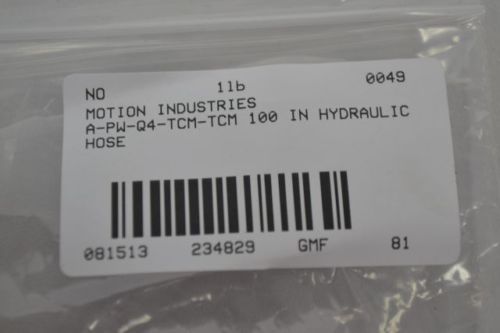 NO 1lb 0049
MOTION INDUSTRIES
A-PW-Q4-TCM-TCM 100 IN HYDRAULIC
HOSE
081513 234829 GMF 81